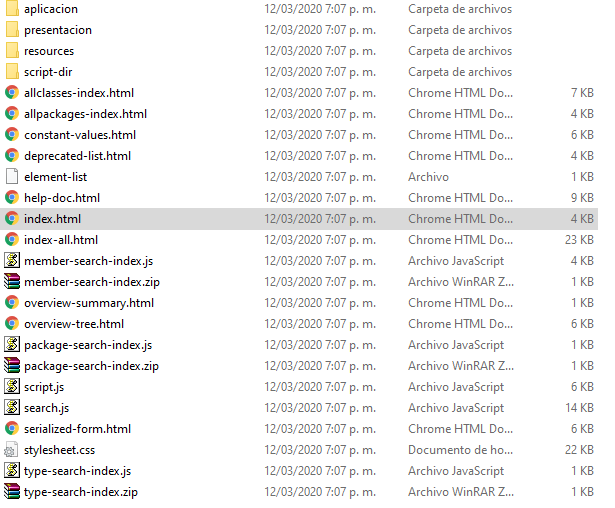 aplicacion 12/03/2020 7:07 p. m. Carpeta de archivos
presentacion 12/03/2020 7:07 p. m. Carpeta de archivos
resources 12/03/2020 7:07 p. m. Carpeta de archivos
script-dir 12/03/2020 7:07 p. m. Carpeta de archivos
allclasses-index.html 12/03/2020 7:07 p. m. Chrome HTML Do... 7 KB
allpackages-index.html 12/03/2020 7:07 p. m. Chrome HTML Do... 4 KB
constant-values.html 12/03/2020 7:07 p. m. Chrome HTML Do... 6 KB
deprecated-list.html 12/03/2020 7:07 p. m. Chrome HTML Do... 4 KB
element-list 12/03/2020 7:07 p. m. Archivo 1 KB
help-doc.html 12/03/2020 7:07 p. m. Chrome HTML Do... 9 KB
index.html 12/03/2020 7:07 p. m. Chrome HTML Do... 4 KB
index-all.html 12/03/2020 7:07 p. m. Chrome HTML Do... 23 KB
member-search-index.js 12/03/2020 7:07 p. m. Archivo JavaScript 4 KB
member-search-index.zip 12/03/2020 7:07 p. m. Archivo WinRAR Z... 1 KB
overview-summary.html 12/03/2020 7:07 p. m. Chrome HTML Do... 1 KB
overview-tree.html 12/03/2020 7:07 p. m. Chrome HTML Do... 6 KB
package-search-index.js 12/03/2020 7:07 p. m. Archivo JavaScript 1 KB
package-search-index.zip 12/03/2020 7:07 p. m. Archivo WinRAR Z... 1 KB
script.js 12/03/2020 7:07 p. m. Archivo JavaScript 6 KB
search.js 12/03/2020 7:07 p. m. Archivo JavaScript 14 KB
serialized-form.html 12/03/2020 7:07 p. m. Chrome HTML Do... 6 KB
stylesheet.css 12/03/2020 7:07 p. m. Documento de ho... 22 KB
type-search-index.js 12/03/2020 7:07 p. m. Archivo JavaScript 1 KB
type-search-index.zip 12/03/2020 7:07 p. m. Archivo WinRAR Z... 1 KB